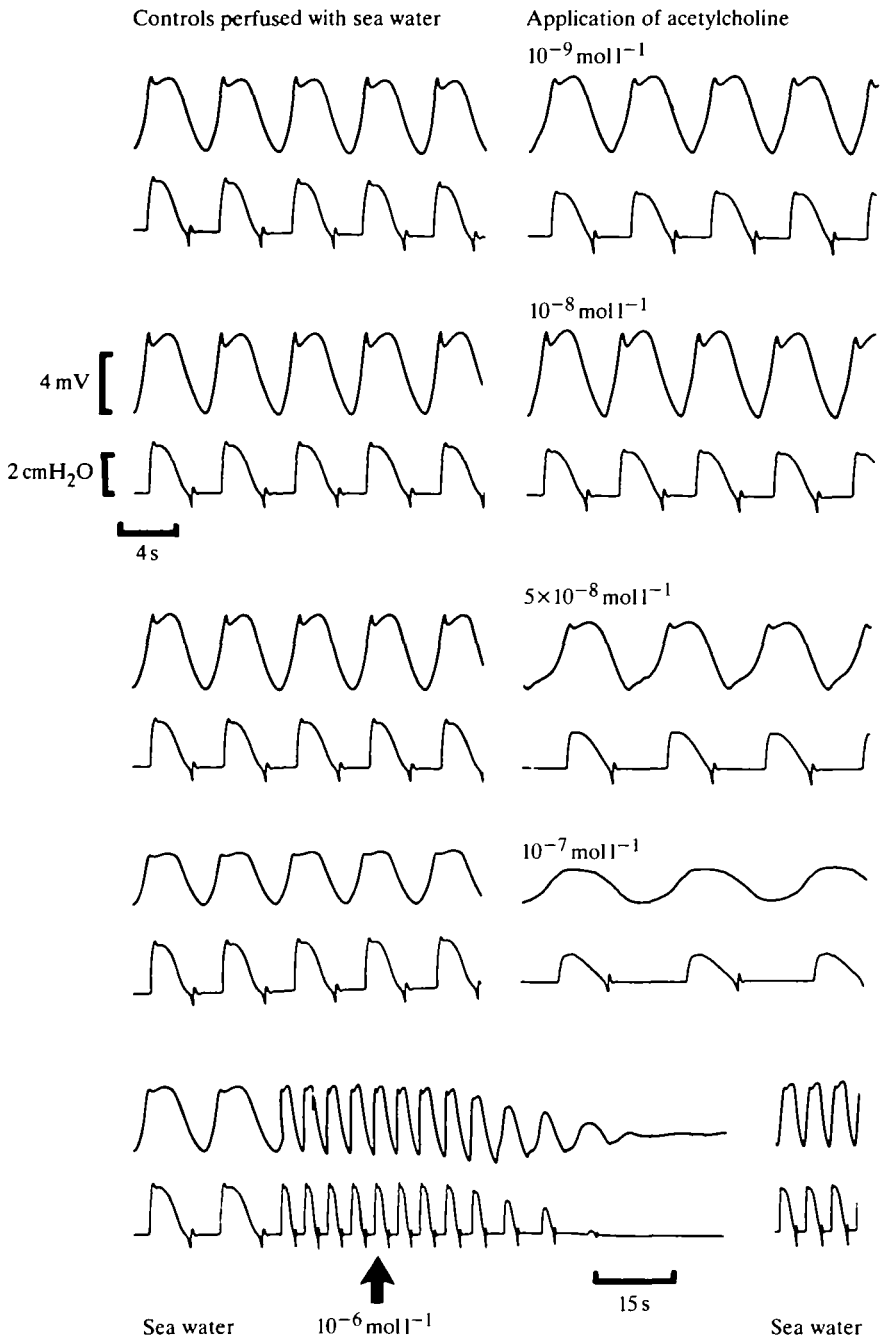 Controls perfused with sea water
Application of acetylcholine
10⁻⁹ mol l⁻¹
10⁻⁸ mol l⁻¹
4 mV
2 cmH₂O
4 s
5×10⁻⁸ mol l⁻¹
10⁻⁷ mol l⁻¹
15 s
Sea water
10⁻⁶ mol l⁻¹
Sea water